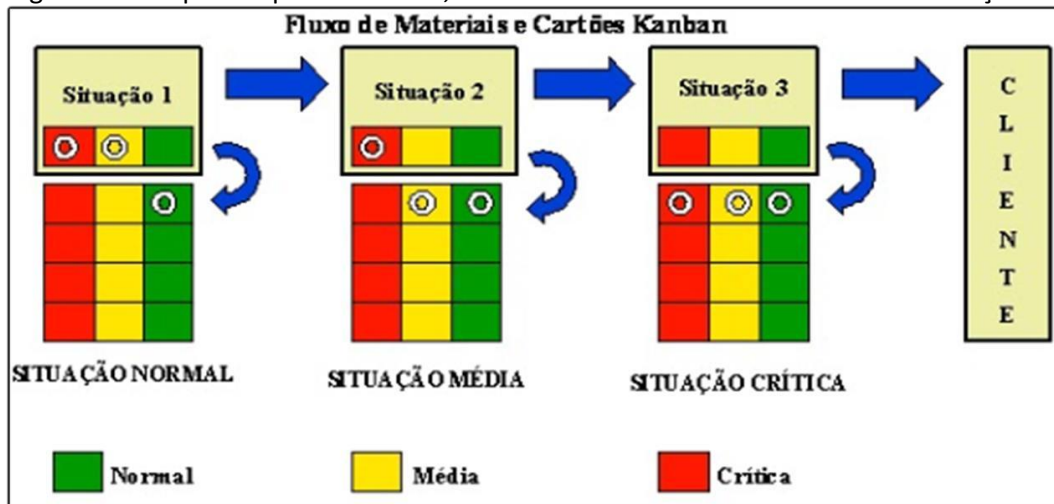 Fluxo de Materiais e Cartões Kanban
Situação 1
Situação 2
Situação 3
CLIENTE
SITUAÇÃO NORMAL
SITUAÇÃO MÉDIA
SITUAÇÃO CRÍTICA
Normal
Média
Crítica